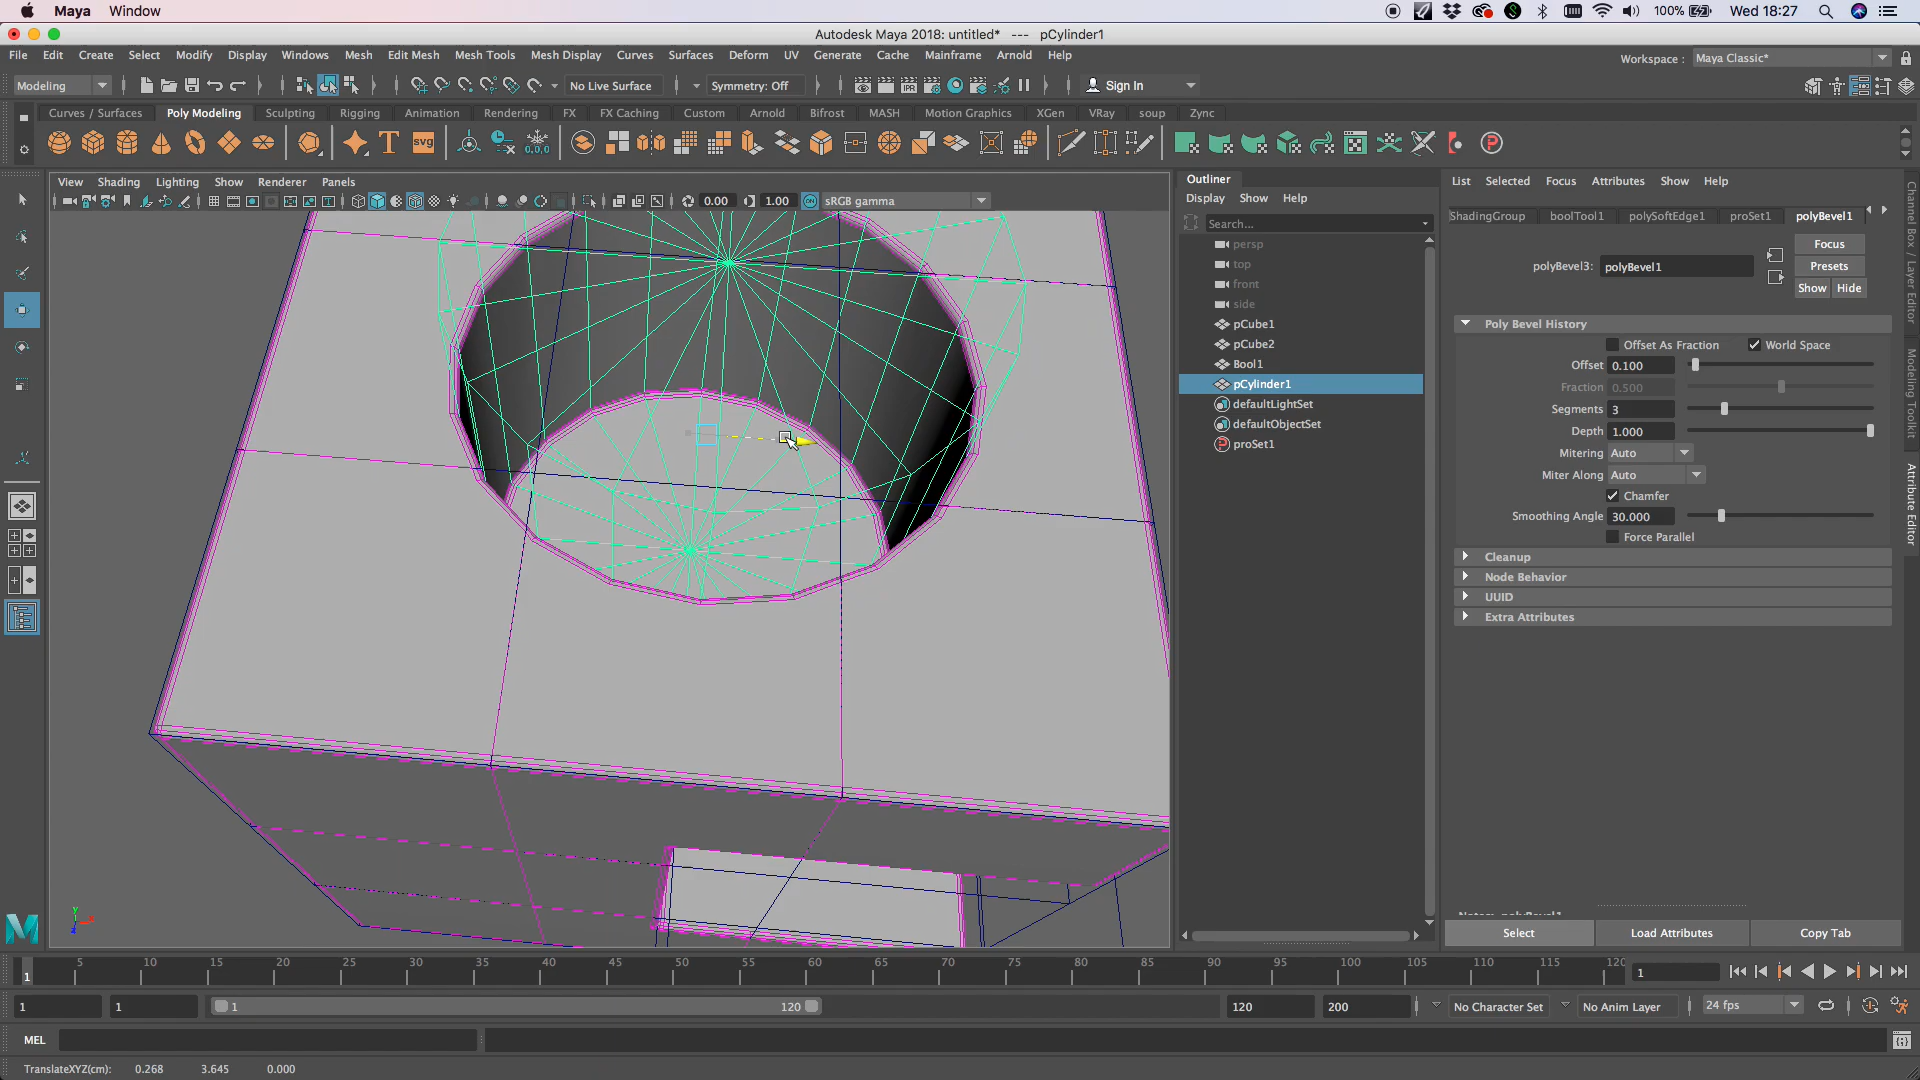 Maya Window
100% Wed 18:27
Autodesk Maya 2018: untitled* --- pCylinder1
File Edit Create Select Modify Display Windows Mesh Edit Mesh Mesh Tools Mesh Display Curves Surfaces Deform UV Generate Cache Mainframe Arnold Help
Workspace : Maya Classic*
Modeling No Live Surface Symmetry: Off Sign In
Curves / Surfaces Poly Modeling Sculpting Rigging Animation Rendering FX FX Caching Custom Arnold Bifrost MASH Motion Graphics XGen VRay soup Zync
View Shading Lighting Show Renderer Panels
0.00 1.00 sRGB gamma
Outliner
Display Show Help
Search...
persp
top
front
side
pCube1
pCube2
Bool1
pCylinder1
defaultLightSet
defaultObjectSet
proSet1
List Selected Focus Attributes Show Help
ShadingGroup boolTool1 polySoftEdge1 proSet1 polyBevel1
polyBevel3: polyBevel1
Focus
Presets
Show Hide
Poly Bevel History
Offset As Fraction World Space
Offset 0.100
Fraction 0.500
Segments 3
Depth 1.000
Mitering Auto
Miter Along Auto
Chamfer
Smoothing Angle 30.000
Force Parallel
Cleanup
Node Behavior
UUID
Extra Attributes
Select Load Attributes Copy Tab
Channel Box / Layer Editor
Modeling Toolkit
Attribute Editor
1 5 10 15 20 25 30 35 40 45 50 55 60 65 70 75 80 85 90 95 100 105 110 115 120
1
1 1 1 120 120 200 No Character Set No Anim Layer 24 fps
MEL
TranslateXYZ(cm): 0.268 3.645 0.000